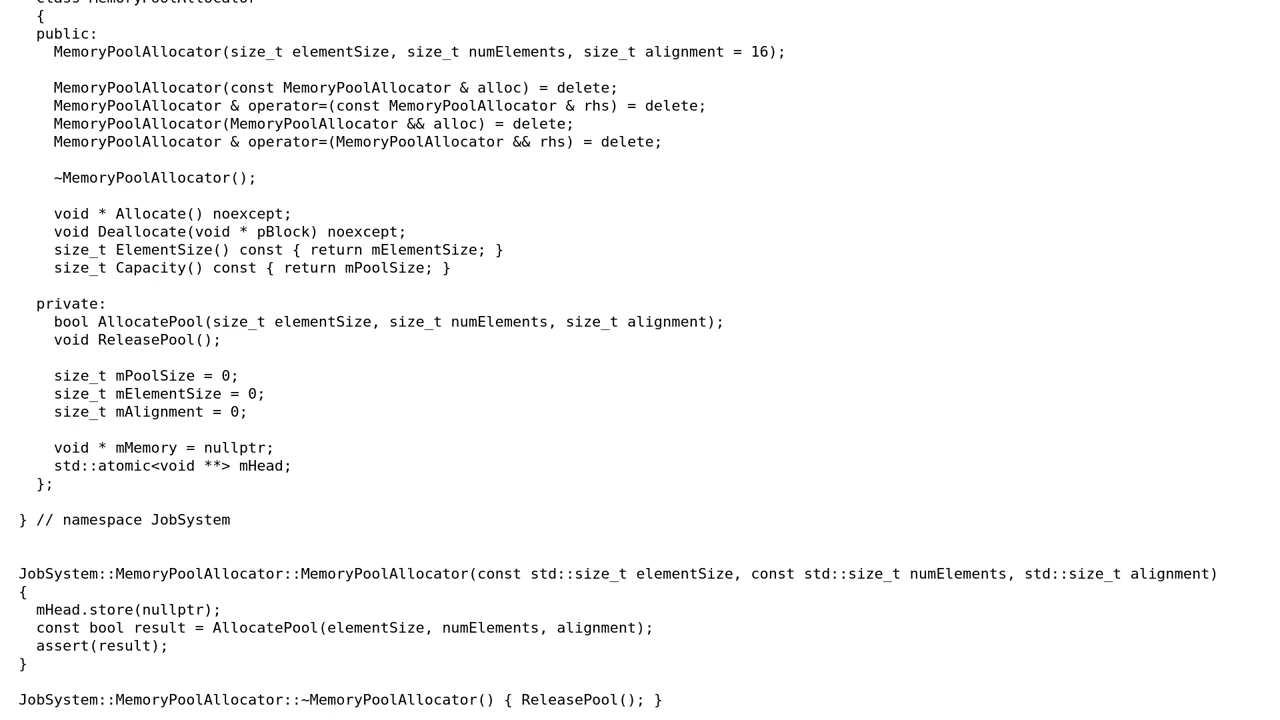 class MemoryPoolAllocator
{
public:
MemoryPoolAllocator(size_t elementSize, size_t numElements, size_t alignment = 16);
MemoryPoolAllocator(const MemoryPoolAllocator & alloc) = delete;
MemoryPoolAllocator & operator=(const MemoryPoolAllocator & rhs) = delete;
MemoryPoolAllocator(MemoryPoolAllocator && alloc) = delete;
MemoryPoolAllocator & operator=(MemoryPoolAllocator && rhs) = delete;
~MemoryPoolAllocator();
void * Allocate() noexcept;
void Deallocate(void * pBlock) noexcept;
size_t ElementSize() const { return mElementSize; }
size_t Capacity() const { return mPoolSize; }
private:
bool AllocatePool(size_t elementSize, size_t numElements, size_t alignment);
void ReleasePool();
size_t mPoolSize = 0;
size_t mElementSize = 0;
size_t mAlignment = 0;
void * mMemory = nullptr;
std::atomic<void **> mHead;
};
} // namespace JobSystem
JobSystem::MemoryPoolAllocator::MemoryPoolAllocator(const std::size_t elementSize, const std::size_t numElements, std::size_t alignment)
{
mHead.store(nullptr);
const bool result = AllocatePool(elementSize, numElements, alignment);
assert(result);
}
JobSystem::MemoryPoolAllocator::~MemoryPoolAllocator() { ReleasePool(); }